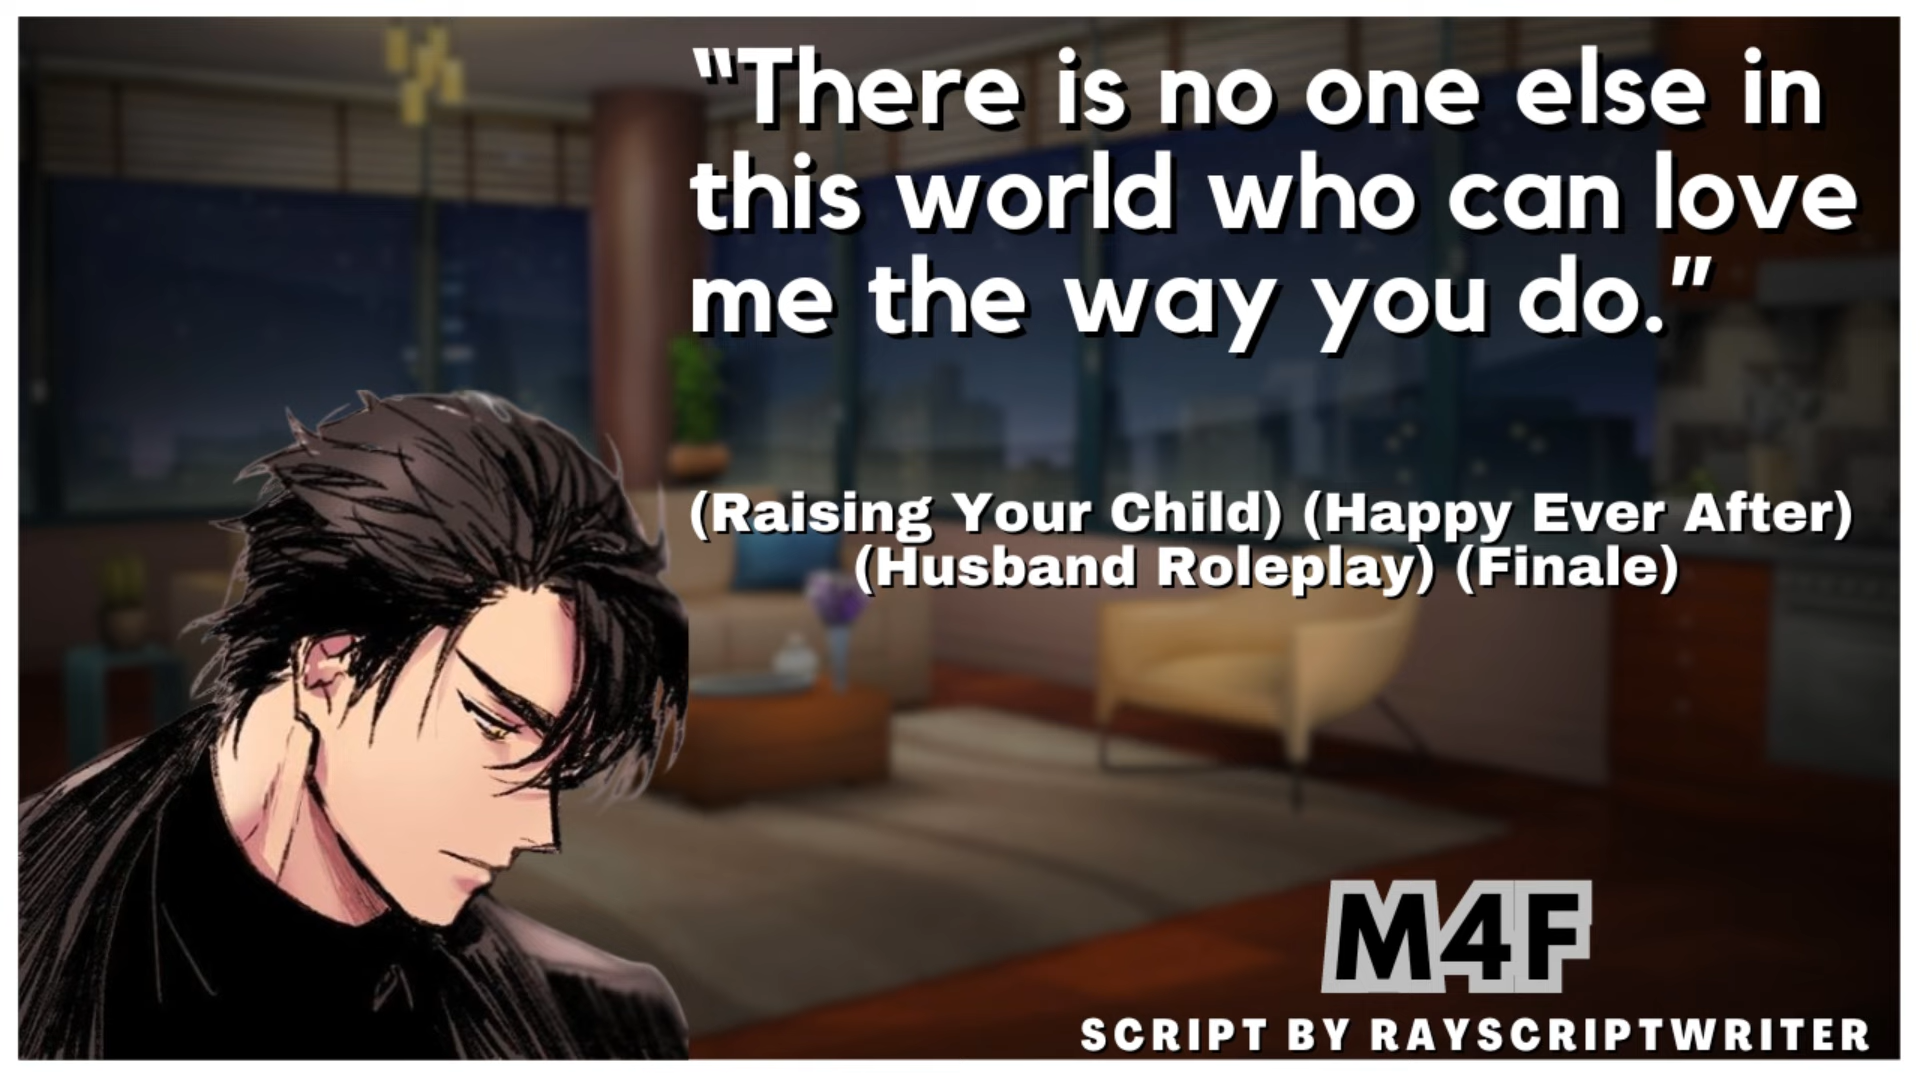 "There is no one else in
this world who can love
me the way you do."
(Raising Your Child) (Happy Ever After)
(Husband Roleplay) (Finale)
M4F
SCRIPT BY RAYSCRIPTWRITER